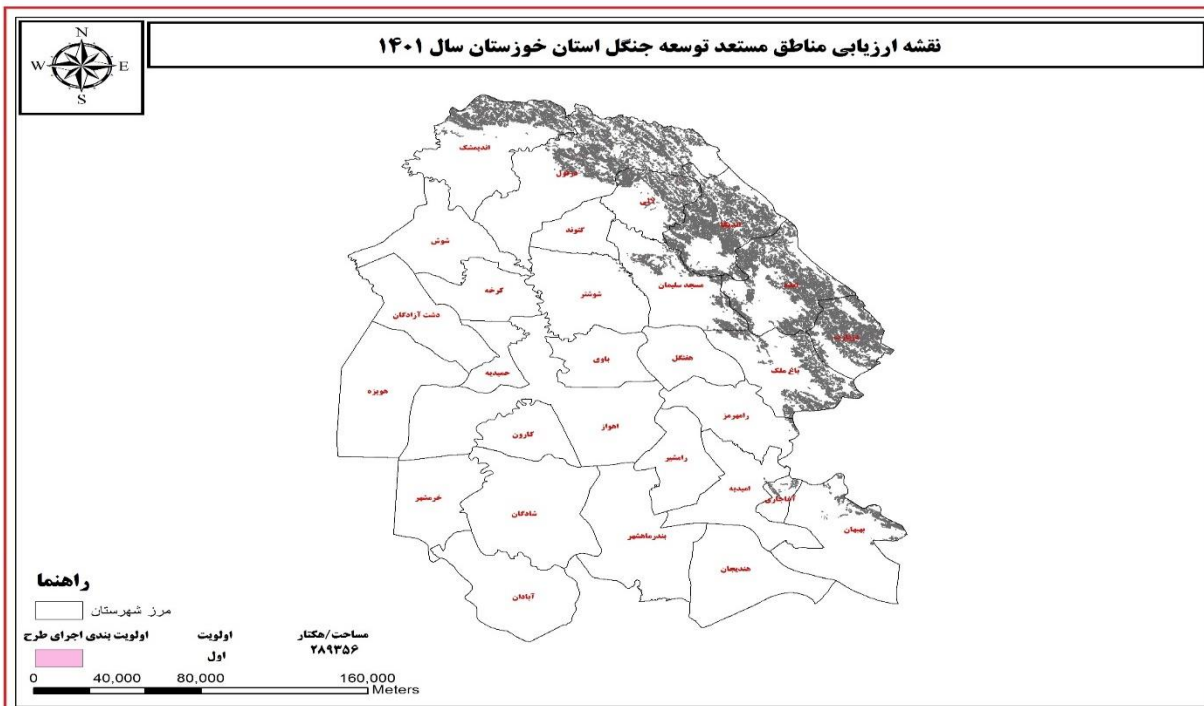 نقشه ارزیابی مناطق مستعد توسعه جنگل استان خوزستان سال ۱۴۰۱
N
W E
S
اندیمشک
دزفول
لالی
اندیکا
گتوند
شوش
ایذه
مسجد سلیمان
کرخه
شوشتر
دشت آزادگان
دزپارت
هفتگل
باوی
باغ ملک
حمیدیه
هویزه
رامهرمز
اهواز
کارون
رامشیر
امیدیه
آغاجاری
خرمشهر
شادگان
بهبهان
بندرماهشهر
هندیجان
آبادان
راهنما
مرز شهرستان
اولویت بندی اجرای طرح اولویت مساحت/هکتار
اول ۲۸۹۳۵۶
0 40,000 80,000 160,000
Meters